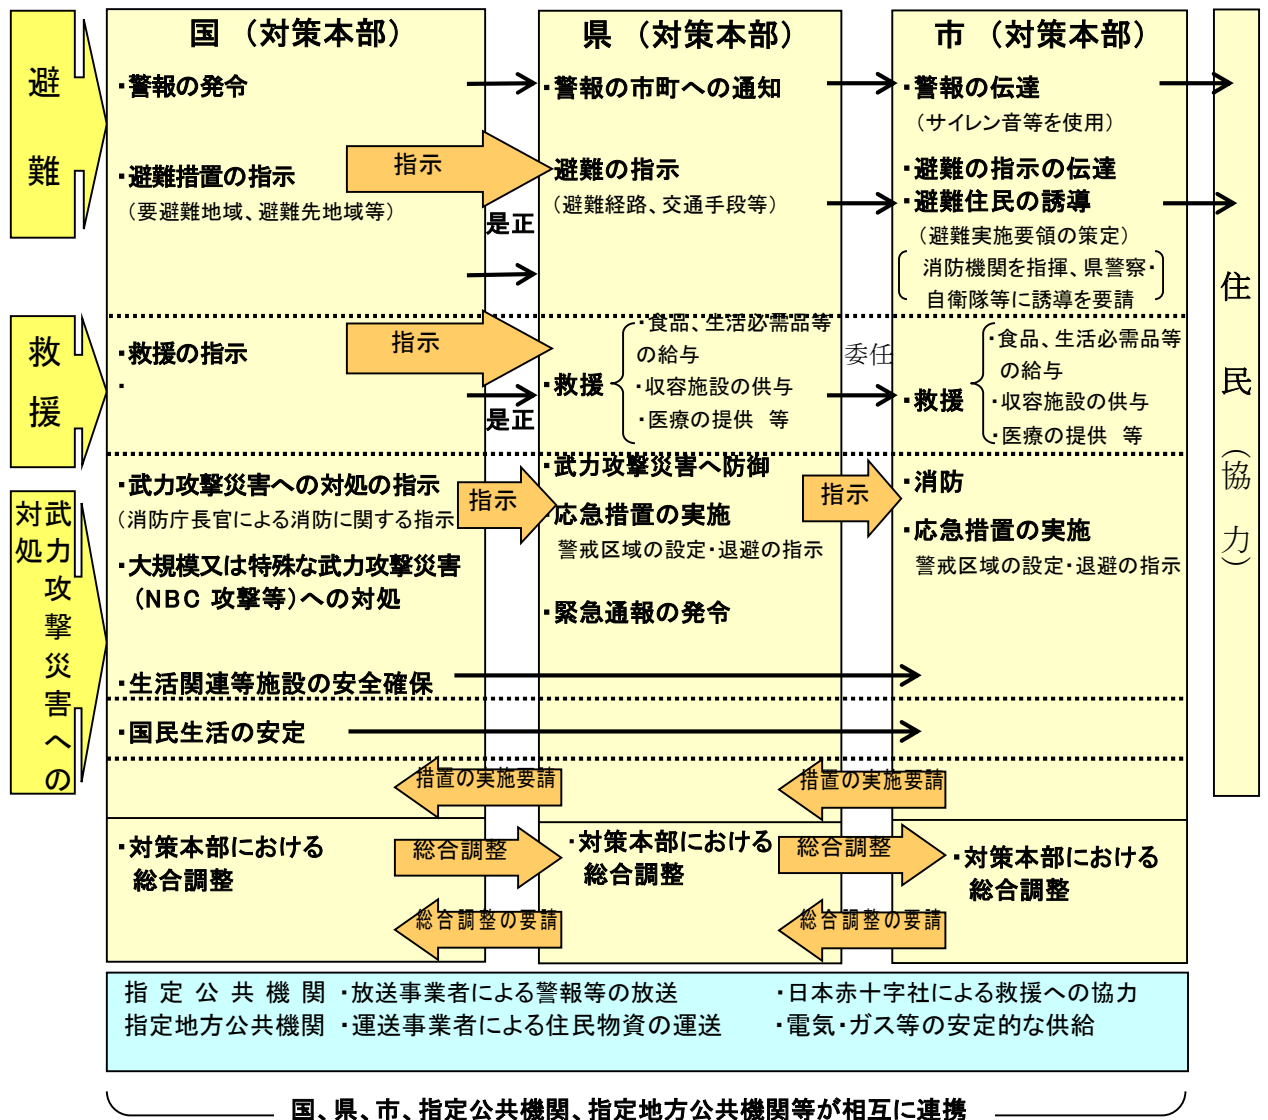 避難
国 （対策本部）
・警報の発令
・避難措置の指示
（要避難地域、避難先地域等）
指示
是正
県 （対策本部）
・警報の市町への通知
避難の指示
（避難経路、交通手段等）
市 （対策本部）
・警報の伝達
（サイレン音等を使用）
・避難の指示の伝達
・避難住民の誘導
（避難実施要領の策定）
消防機関を指揮、県警察・
自衛隊等に誘導を要請
住民（協力）
救援
・救援の指示
・
指示
是正
・救援
・食品、生活必需品等
の給与
・収容施設の供与
・医療の提供 等
委任
・救援
・食品、生活必需品等
の給与
・収容施設の供与
・医療の提供 等
武力攻撃災害への
対処
・武力攻撃災害への対処の指示
（消防庁長官による消防に関する指示
・大規模又は特殊な武力攻撃災害
（NBC 攻撃等）への対処
・生活関連等施設の安全確保
・国民生活の安定
指示
・武力攻撃災害へ防御
・応急措置の実施
警戒区域の設定・退避の指示
・緊急通報の発令
指示
・消防
・応急措置の実施
警戒区域の設定・退避の指示
措置の実施要請
措置の実施要請
・対策本部における
総合調整
総合調整
・対策本部における
総合調整
総合調整
・対策本部における
総合調整
総合調整の要請
総合調整の要請
指定公共機関 ・放送事業者による警報等の放送 ・日本赤十字社による救援への協力
指定地方公共機関 ・運送事業者による住民物資の運送 ・電気・ガス等の安定的な供給
国、県、市、指定公共機関、指定地方公共機関等が相互に連携